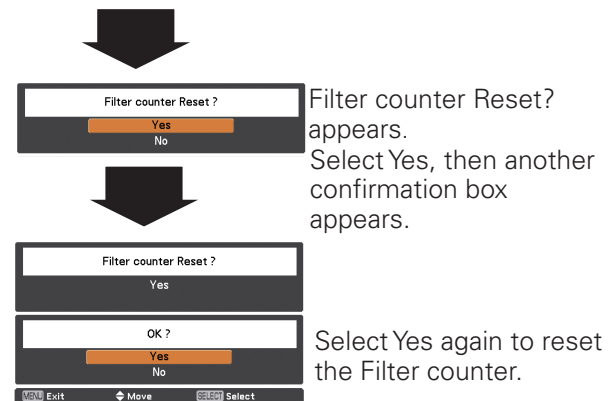 Filter counter Reset ?
Yes
No
Filter counter Reset?
appears.
Select Yes, then another
confirmation box
appears.
Filter counter Reset ?
Yes
OK ?
Yes
No
MENU Exit Move SELECT Select
Select Yes again to reset
the Filter counter.